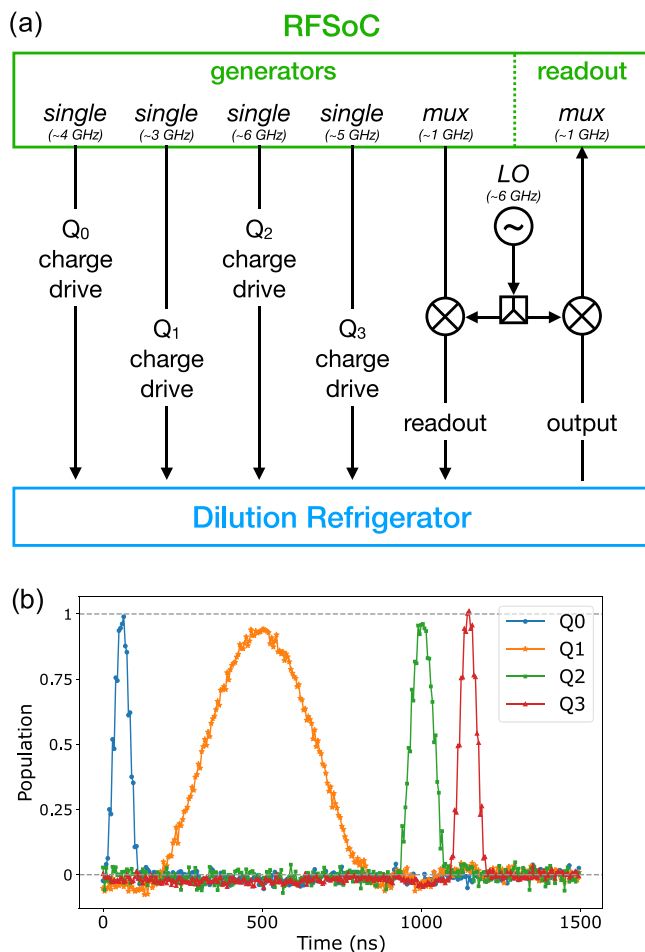 (a)
RFSoC
generators readout
single single single single mux mux
(~4 GHz) (~3 GHz) (~6 GHz) (~5 GHz) (~1 GHz) (~1 GHz)
LO
(~6 GHz)
~
Q0
charge
drive
Q2
charge
drive
Q1
charge
drive
Q3
charge
drive
readout output
Dilution Refrigerator
(b)
Population
1
0.75
0.5
0.25
0
Q0
Q1
Q2
Q3
0 500 1000 1500
Time (ns)